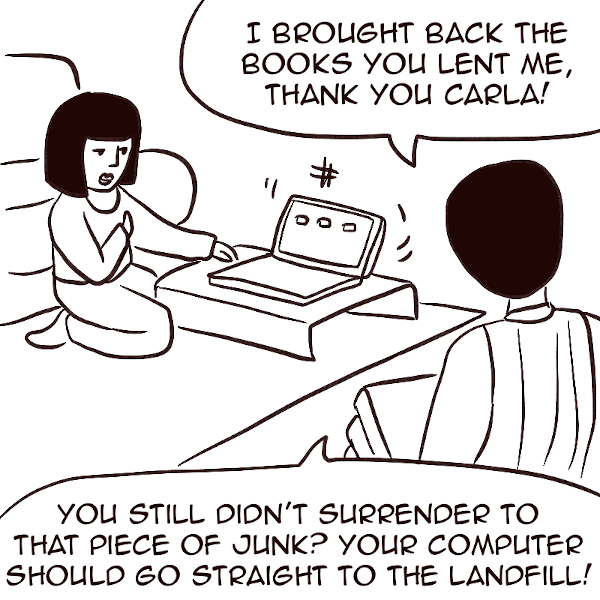 I BROUGHT BACK THE
BOOKS YOU LENT ME,
THANK YOU CARLA!
#
YOU STILL DIDN'T SURRENDER TO
THAT PIECE OF JUNK? YOUR COMPUTER
SHOULD GO STRAIGHT TO THE LANDFILL!